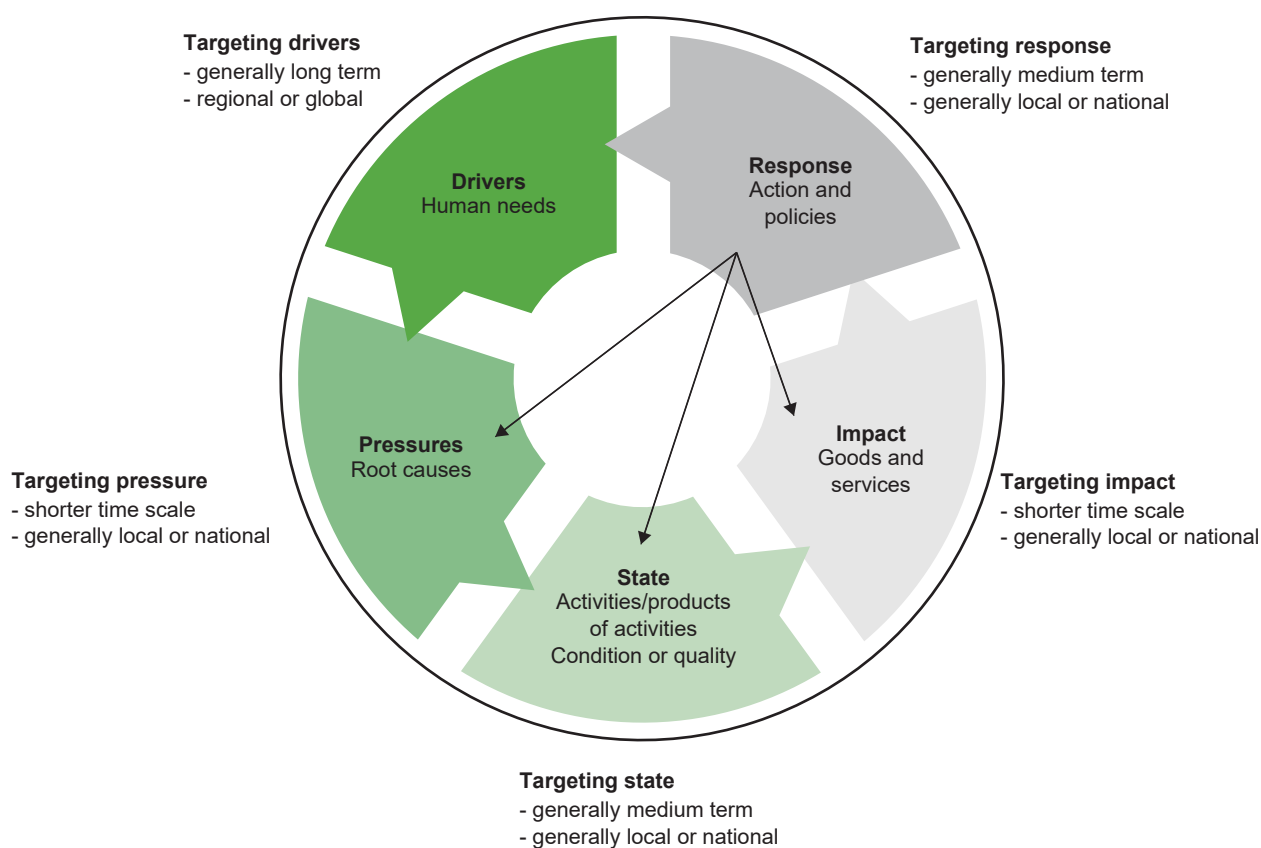 Targeting drivers
- generally long term
- regional or global
Targeting response
- generally medium term
- generally local or national
Drivers
Human needs
Response
Action and
policies
Pressures
Root causes
Impact
Goods and
services
Targeting pressure
- shorter time scale
- generally local or national
Targeting impact
- shorter time scale
- generally local or national
State
Activities/products
of activities
Condition or quality
Targeting state
- generally medium term
- generally local or national